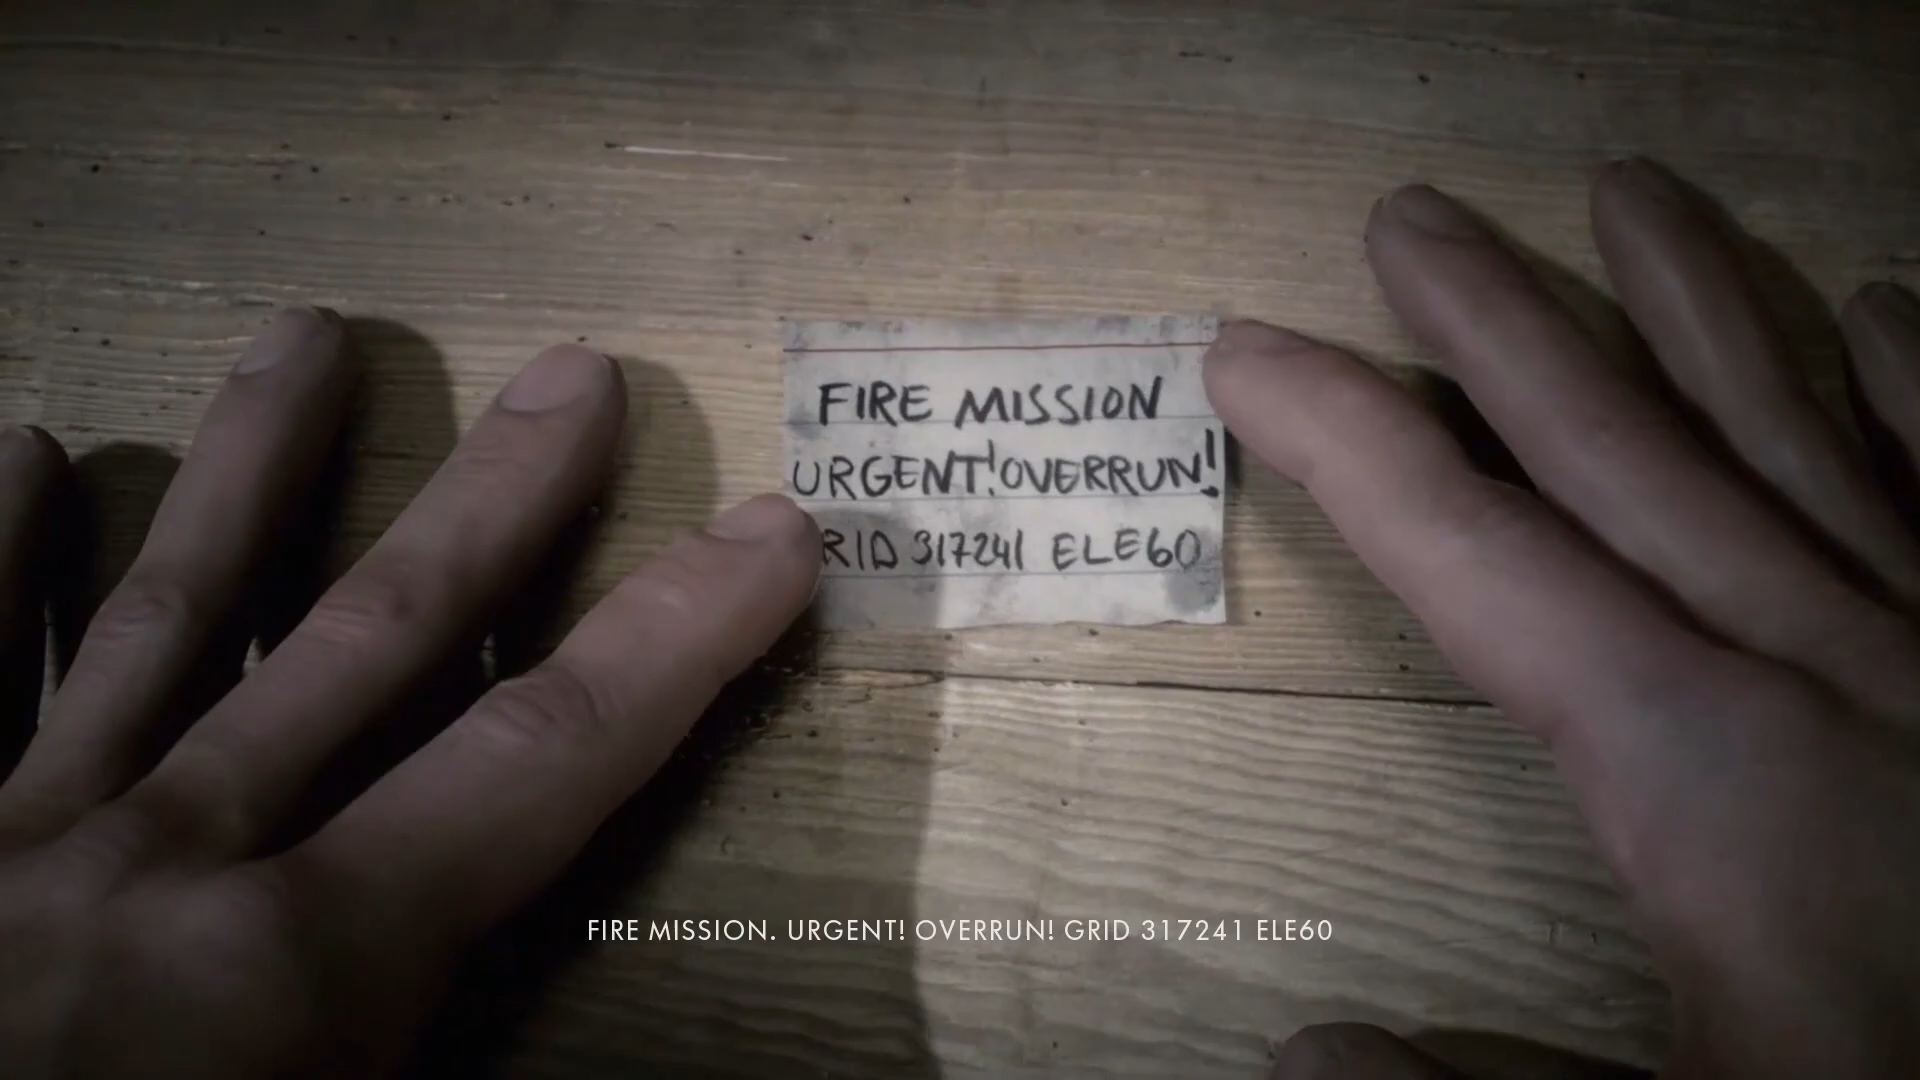 FIRE MISSION
URGENT! OVERRUN!
RID 317241 ELE60
FIRE MISSION. URGENT! OVERRUN! GRID 317241 ELE60